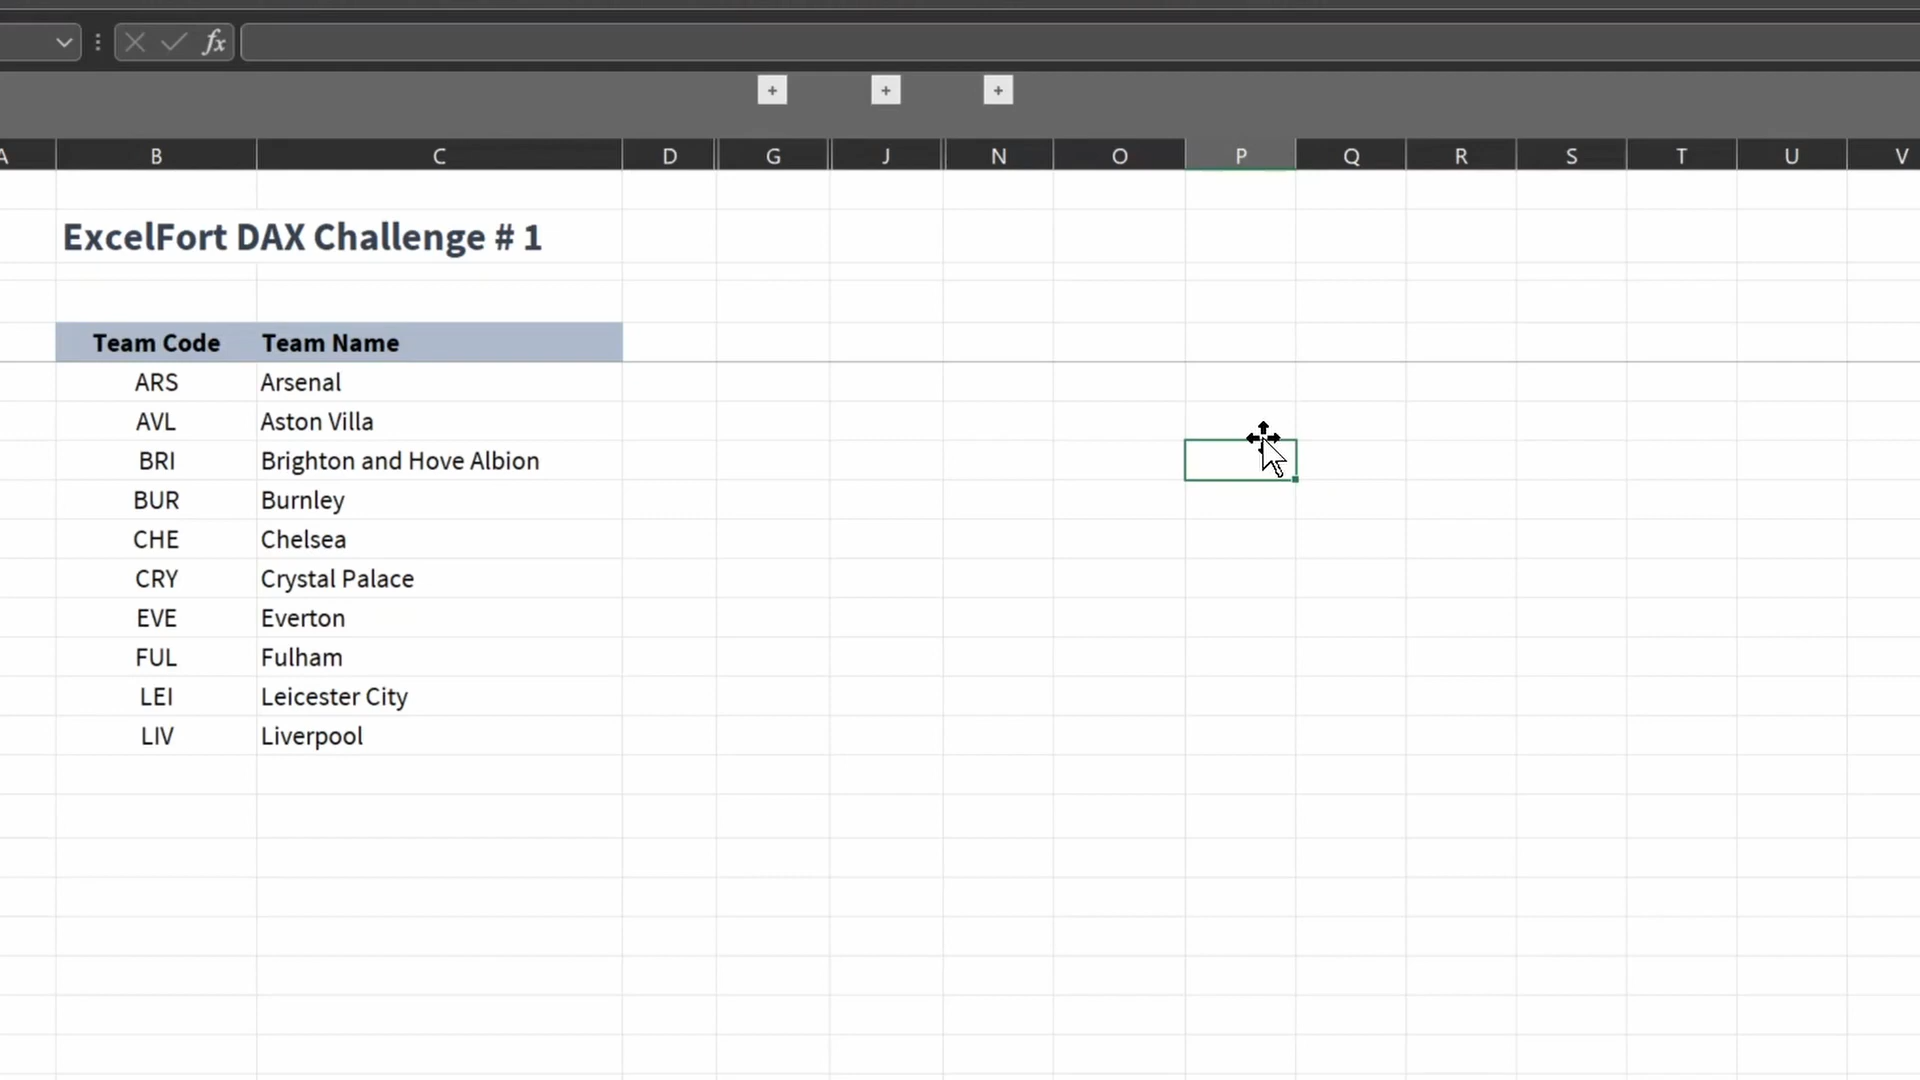 fx
+ + +
A B C D G J N O P Q R S T U V
ExcelFort DAX Challenge # 1
Team Code Team Name
ARS Arsenal
AVL Aston Villa
BRI Brighton and Hove Albion
BUR Burnley
CHE Chelsea
CRY Crystal Palace
EVE Everton
FUL Fulham
LEI Leicester City
LIV Liverpool